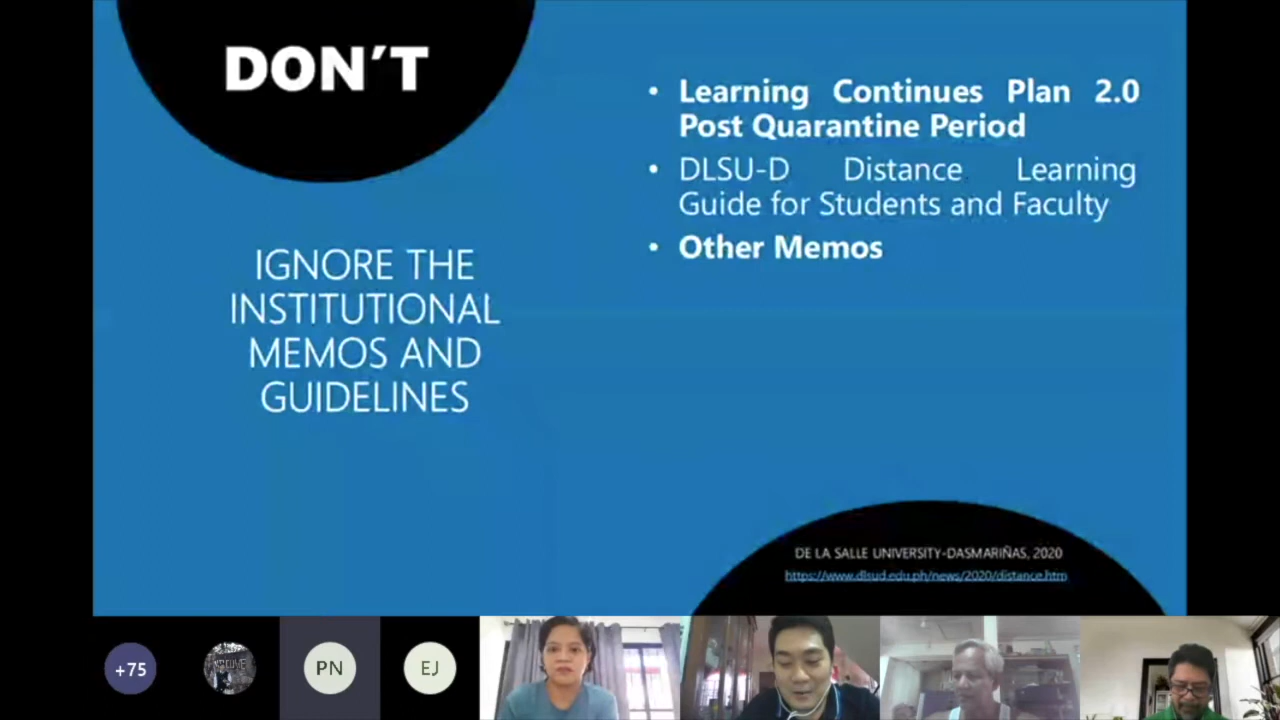 DON'T
IGNORE THE
INSTITUTIONAL
MEMOS AND
GUIDELINES
• Learning Continues Plan 2.0
Post Quarantine Period
• DLSU-D Distance Learning
Guide for Students and Faculty
• Other Memos
DE LA SALLE UNIVERSITY-DASMARIÑAS, 2020
https://www.dlsud.edu.ph/news/2020/distance.htm
+75
PN
EJ